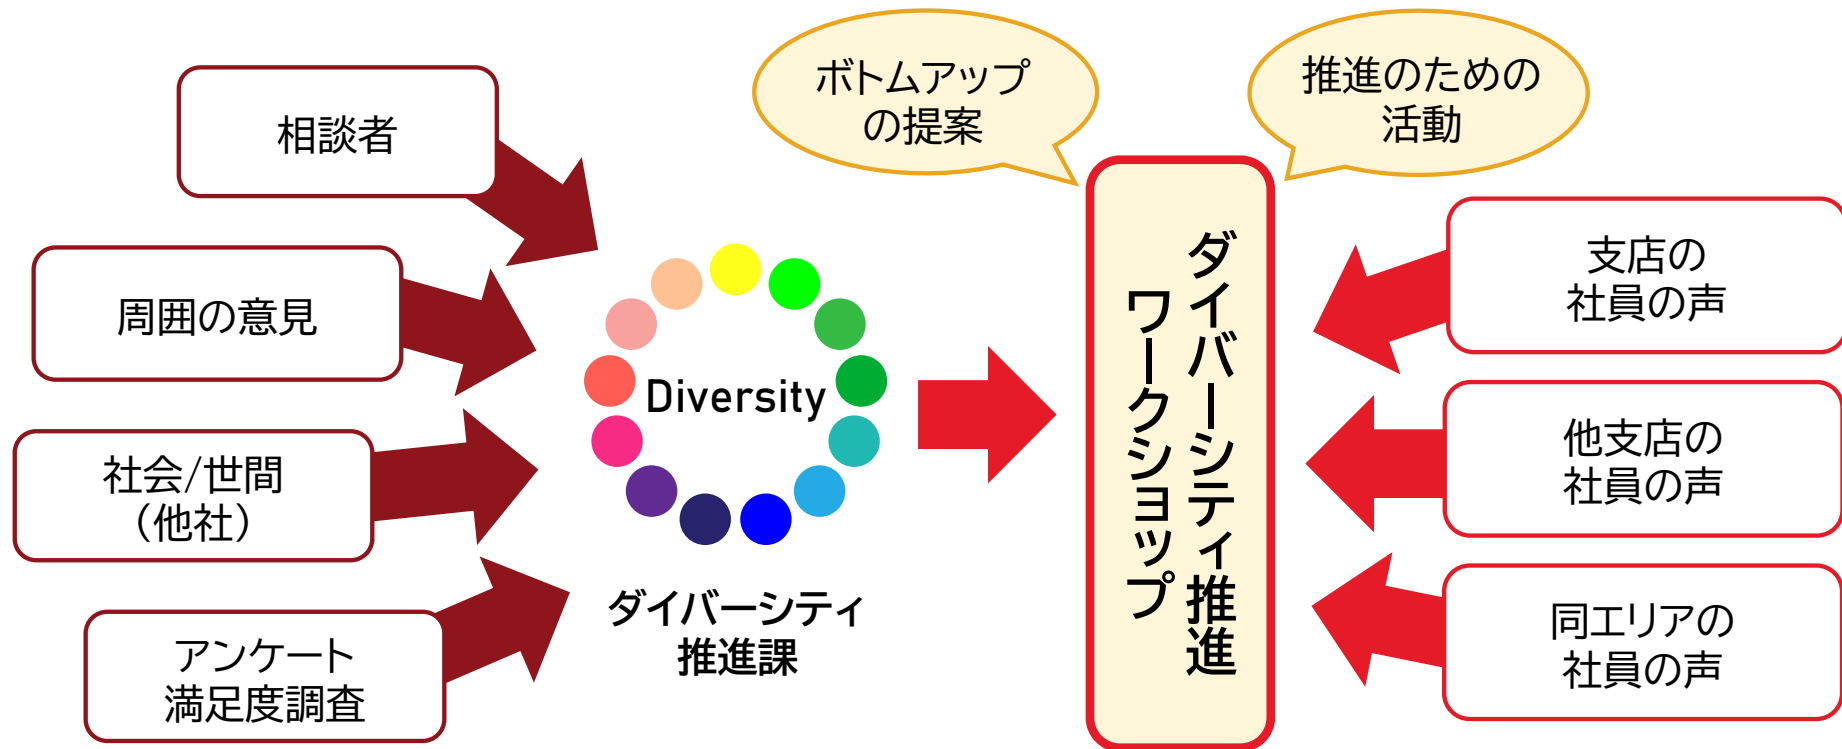 相談者
周囲の意見
社会/世間
(他社)
アンケート
満足度調査
Diversity
ダイバーシティ
推進課
ボトムアップ
の提案
推進のための
活動
ダイバーシティ推進
ワークショップ
支店の
社員の声
他支店の
社員の声
同エリアの
社員の声